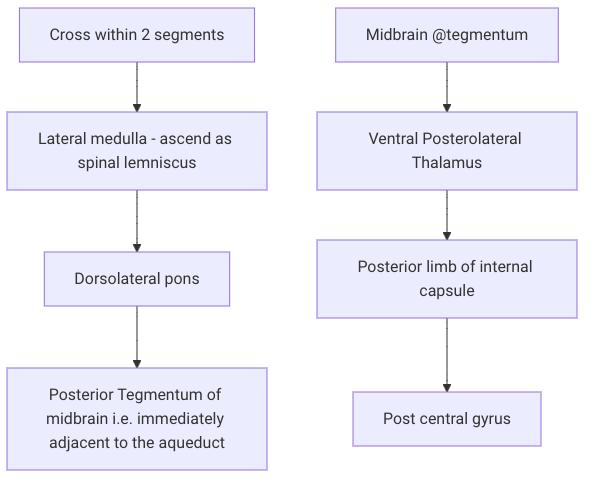 Cross within 2 segments
Lateral medulla - ascend as
spinal lemniscus
Dorsolateral pons
Posterior Tegmentum of
midbrain i.e. immediately
adjacent to the aqueduct
Midbrain @tegmentum
Ventral Posterolateral
Thalamus
Posterior limb of internal
capsule
Post central gyrus